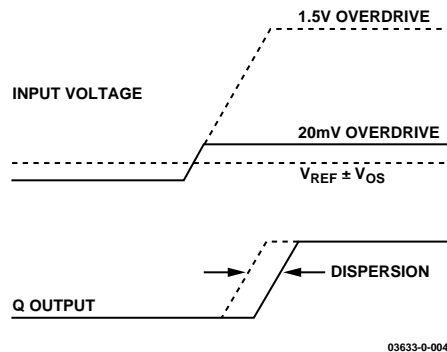 1.5V OVERDRIVE
INPUT VOLTAGE
20mV OVERDRIVE
VREF ± VOS
DISPERSION
Q OUTPUT
03633-0-004